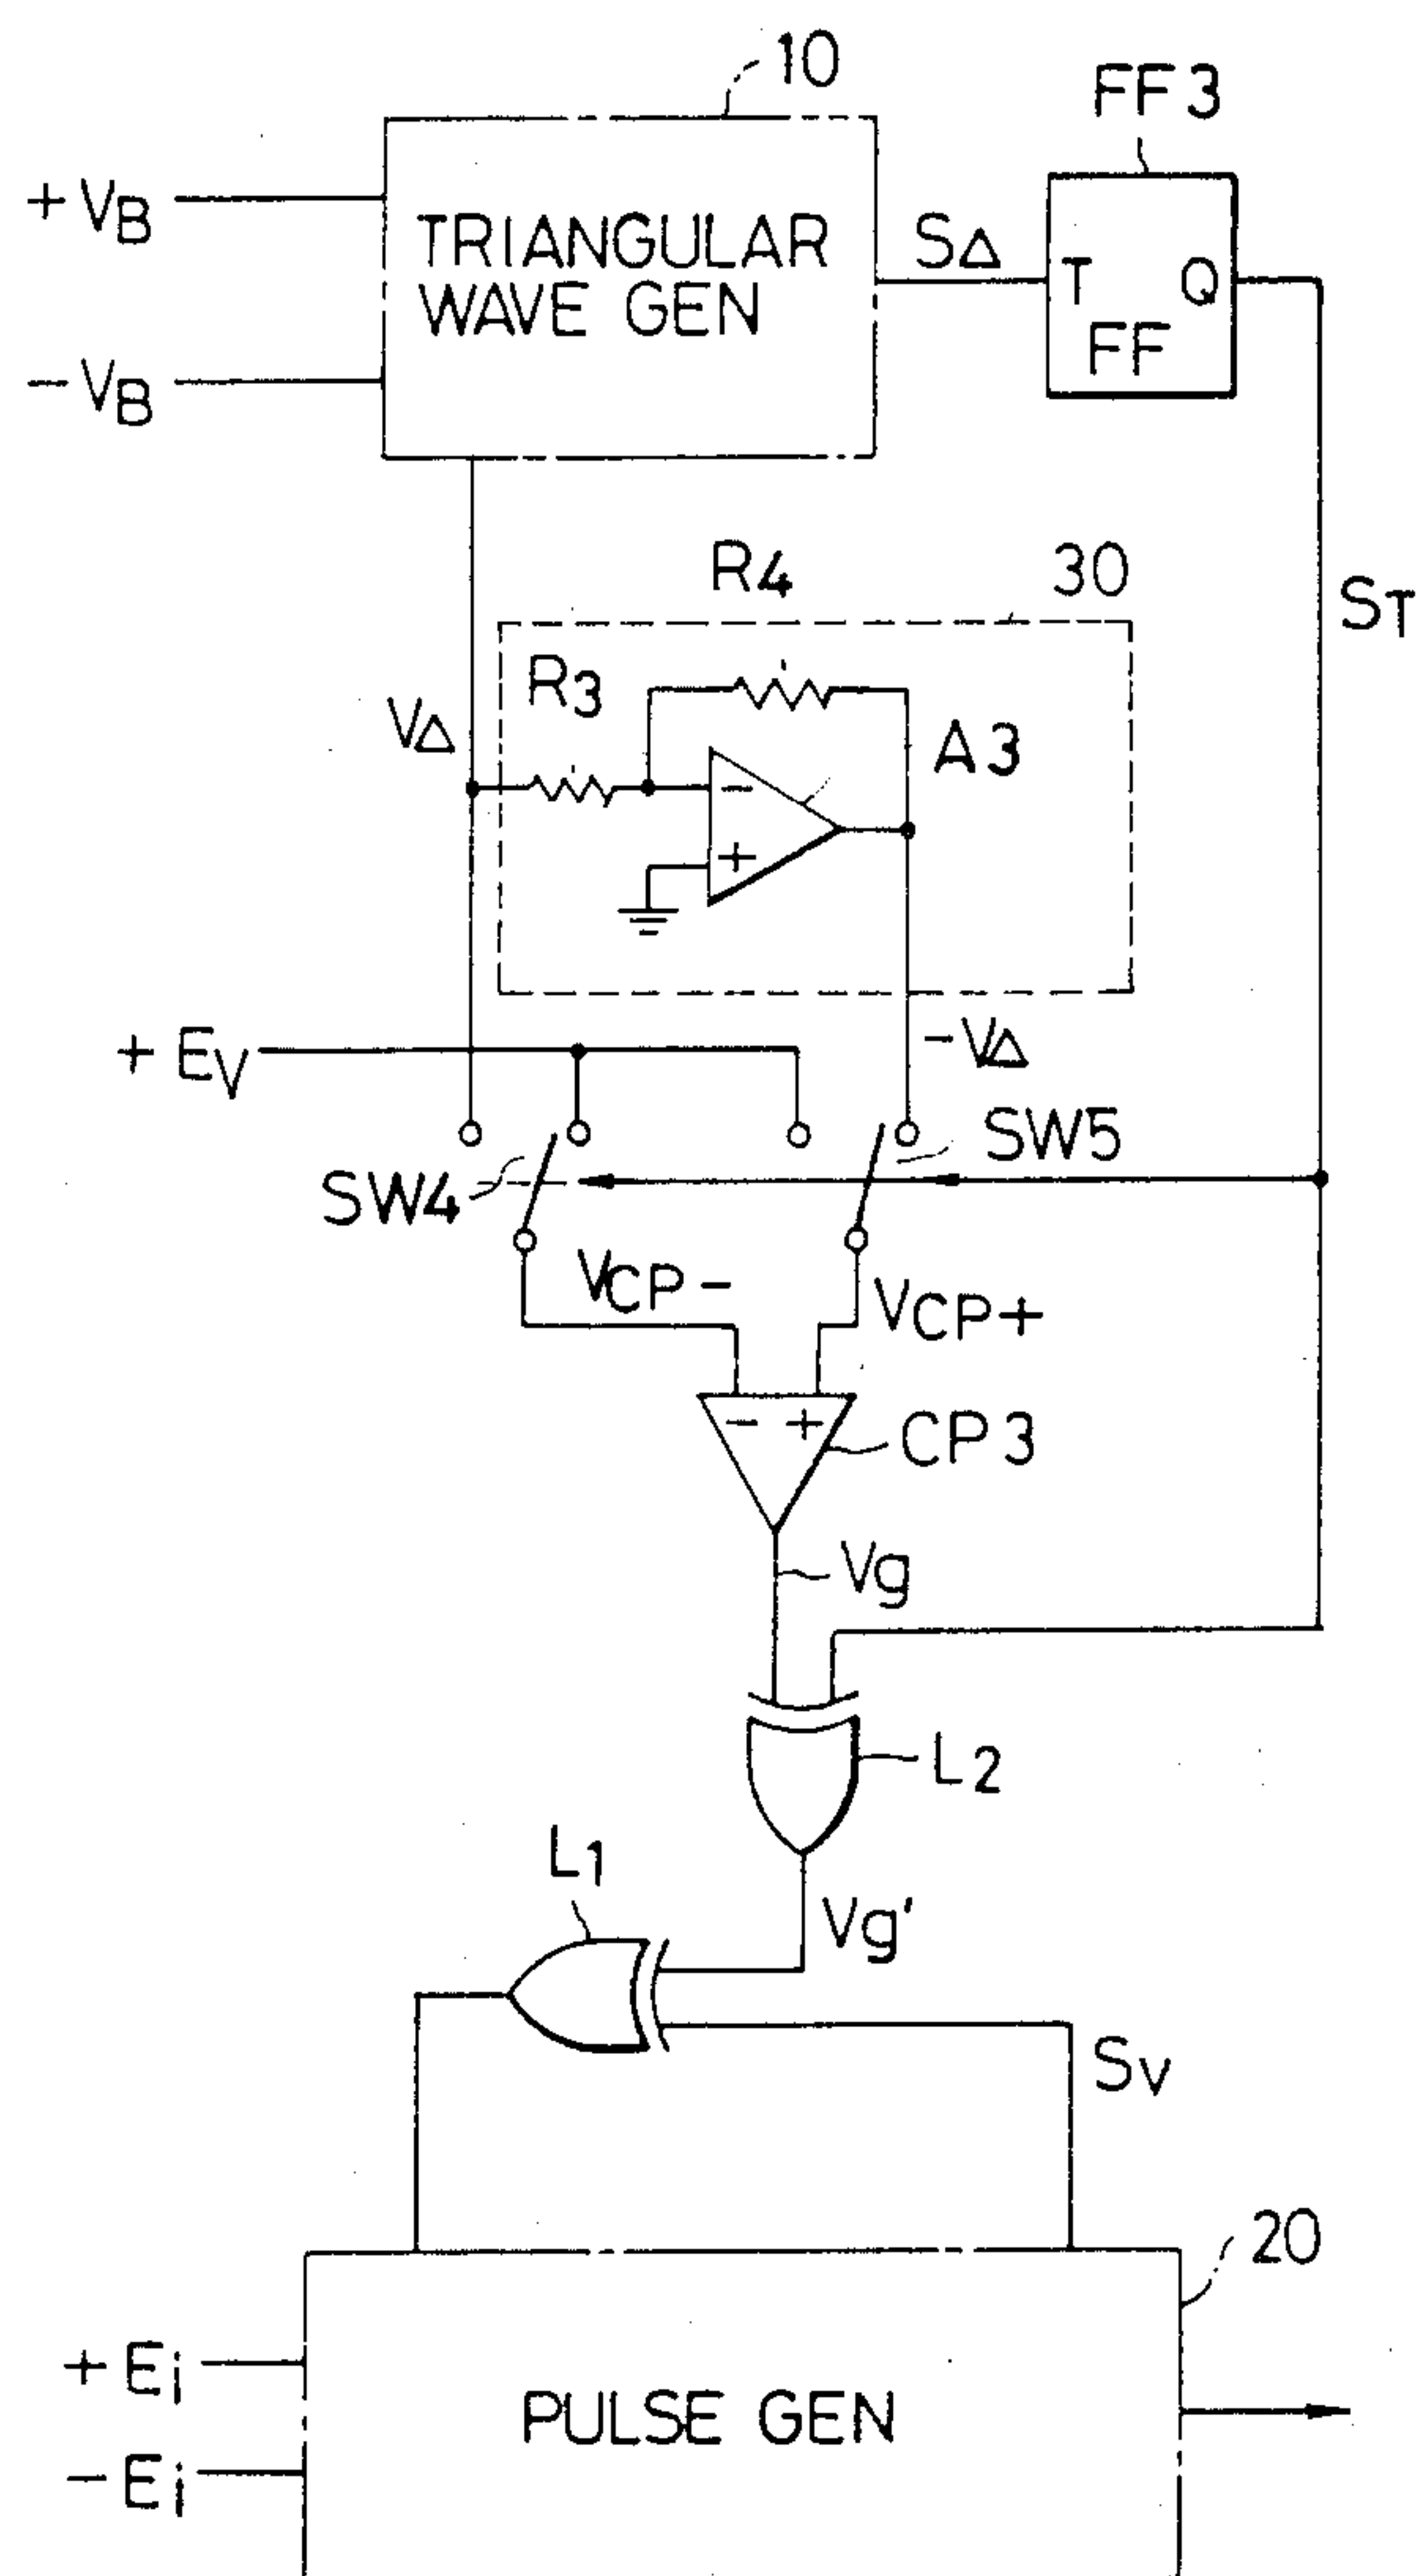 10
FF3
+VB
TRIANGULAR
WAVE GEN
SΔ
T Q
FF
-VB
R4
30
ST
R3
VΔ
A3
-
+
+EV
-VΔ
SW5
SW4
VCP-
VCP+
- +
CP3
Vg
L2
L1
Vg'
SV
20
+Ei
PULSE GEN
-Ei